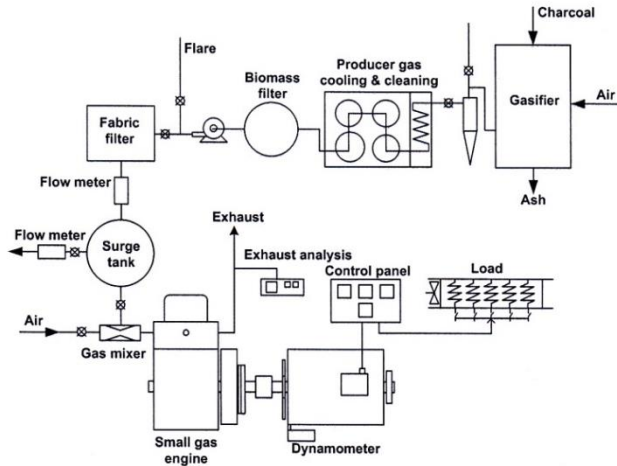 Charcoal
Flare
Producer gas
cooling & cleaning
Biomass
filter
Gasifier
Air
Fabric
filter
Flow meter
Ash
Exhaust
Flow meter
Surge
tank
Exhaust analysis
Control panel
Load
Air
Gas mixer
Small gas
engine
Dynamometer